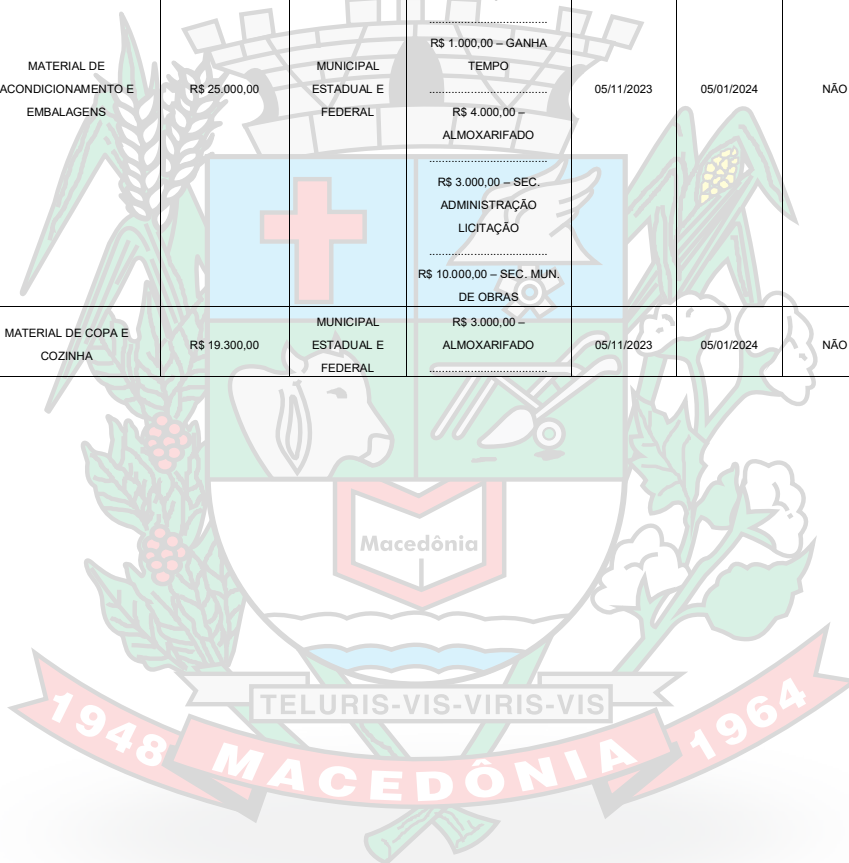 MATERIAL DE
ACONDICIONAMENTO E
EMBALAGENS
R$ 25.000,00
MUNICIPAL
ESTADUAL E
FEDERAL
.....................................
R$ 1.000,00 – GANHA
TEMPO
.....................................
R$ 4.000,00 –
ALMOXARIFADO
.....................................
R$ 3.000,00 – SEC.
ADMINISTRAÇÃO
LICITAÇÃO
.....................................
R$ 10.000,00 – SEC. MUN.
DE OBRAS
05/11/2023
05/01/2024
NÃO
MATERIAL DE COPA E
COZINHA
R$ 19.300,00
MUNICIPAL
ESTADUAL E
FEDERAL
R$ 3.000,00 –
ALMOXARIFADO
.....................................
05/11/2023
05/01/2024
NÃO
Macedônia
TELURIS-VIS-VIRIS-VIS
1948 MACEDÔNIA 1964